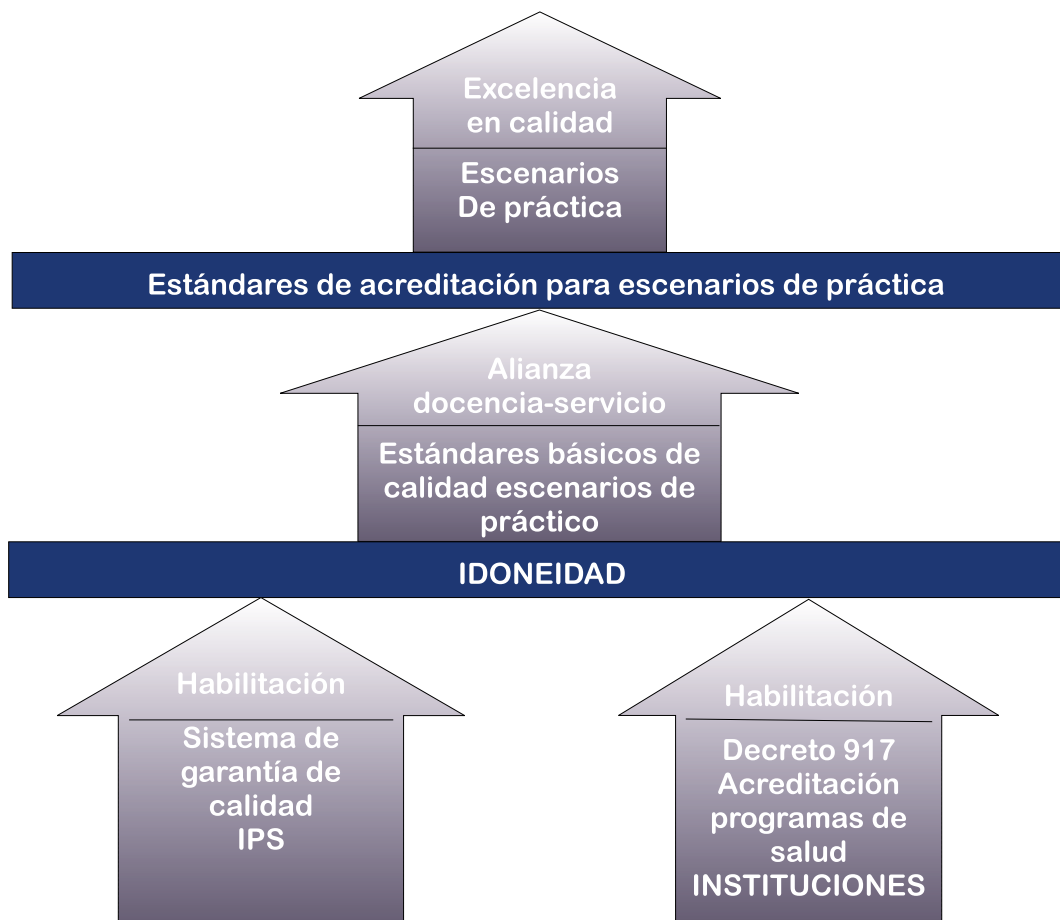 Excelencia
en calidad
Escenarios
De práctica
Estándares de acreditación para escenarios de práctica
Alianza
docencia-servicio
Estándares básicos de
calidad escenarios de
práctico
IDONEIDAD
Habilitación
Sistema de
garantía de
calidad
IPS
Habilitación
Decreto 917
Acreditación
programas de
salud
INSTITUCIONES